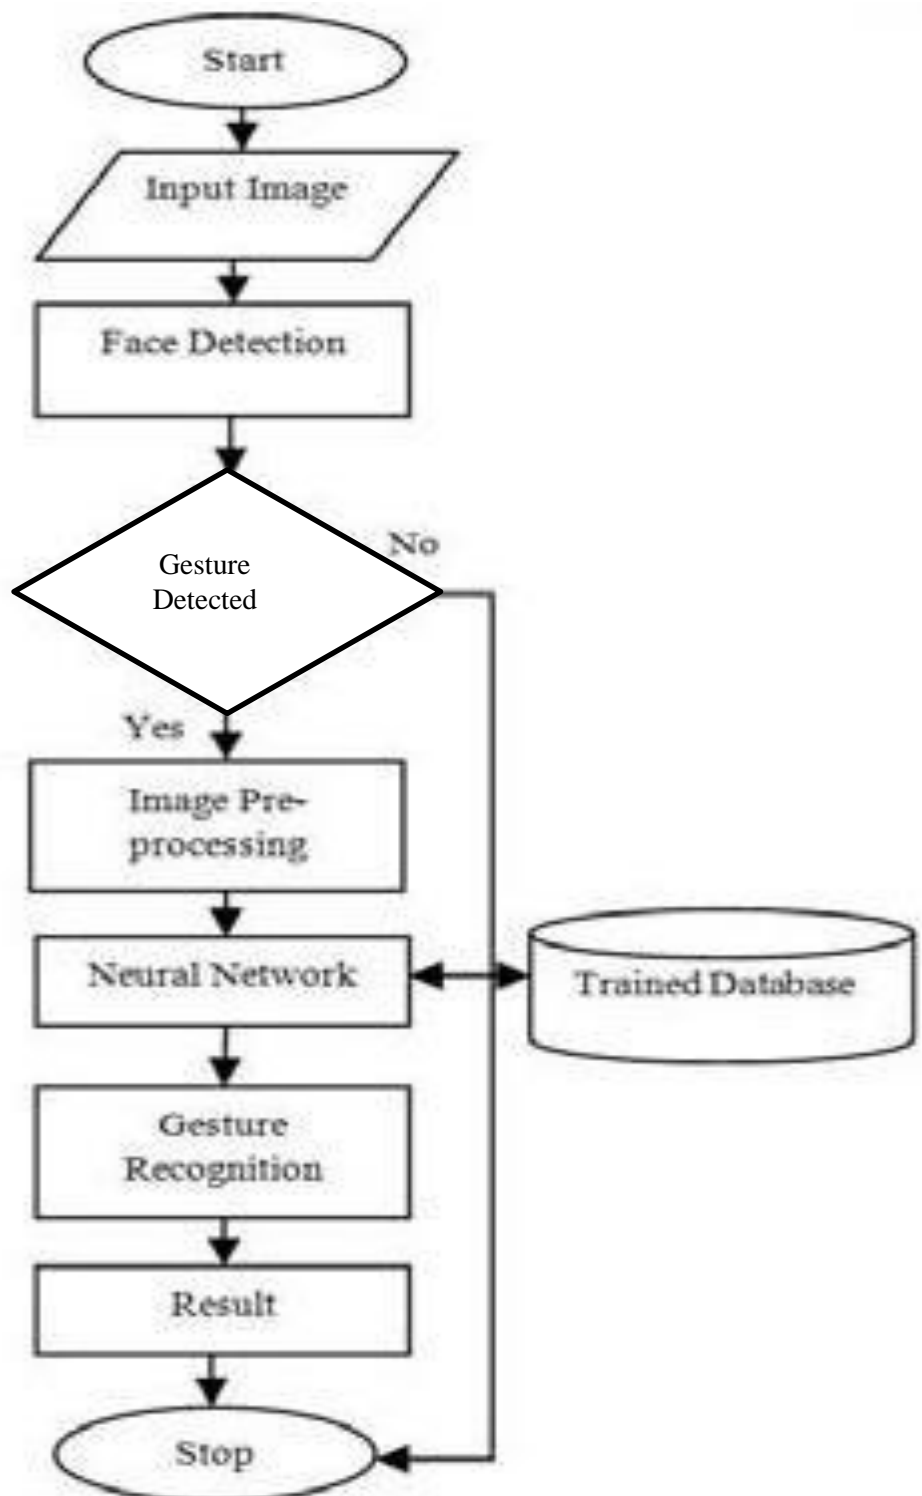 Start
Input Image
Face Detection
No
Gesture
Detected
Yes
Image Pre-
processing
Neural Network
Trained Database
Gesture
Recognition
Result
Stop